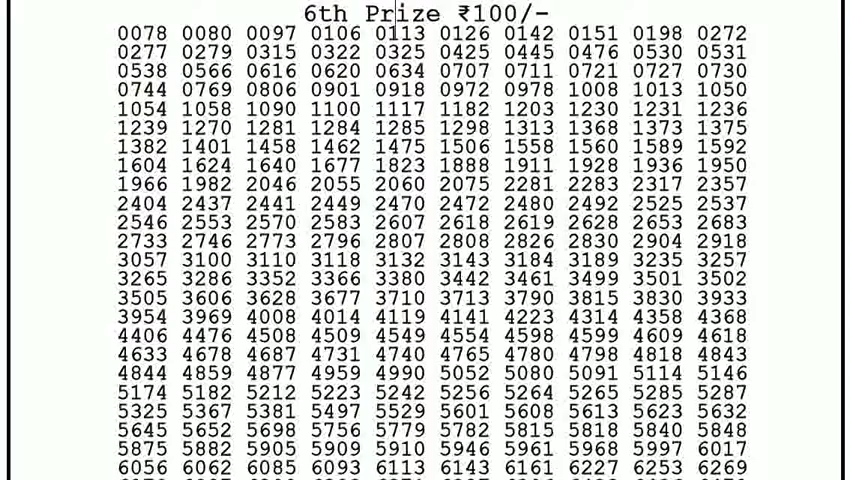 6th Prize ₹100/-
0078 0080 0097 0106 0113 0126 0142 0151 0198 0272
0277 0279 0315 0322 0325 0425 0445 0476 0530 0531
0538 0566 0616 0620 0634 0707 0711 0721 0727 0730
0744 0769 0806 0901 0918 0972 0978 1008 1013 1050
1054 1058 1090 1100 1117 1182 1203 1230 1231 1236
1239 1270 1281 1284 1285 1298 1313 1368 1373 1375
1382 1401 1458 1462 1475 1506 1558 1560 1589 1592
1604 1624 1640 1677 1823 1888 1911 1928 1936 1950
1966 1982 2046 2055 2060 2075 2281 2283 2317 2357
2404 2437 2441 2449 2470 2472 2480 2492 2525 2537
2546 2553 2570 2583 2607 2618 2619 2628 2653 2683
2733 2746 2773 2796 2807 2808 2826 2830 2904 2918
3057 3100 3110 3118 3132 3143 3184 3189 3235 3257
3265 3286 3352 3366 3380 3442 3461 3499 3501 3502
3505 3606 3628 3677 3710 3713 3790 3815 3830 3933
3954 3969 4008 4014 4119 4141 4223 4314 4358 4368
4406 4476 4508 4509 4549 4554 4598 4599 4609 4618
4633 4678 4687 4731 4740 4765 4780 4798 4818 4843
4844 4859 4877 4959 4990 5052 5080 5091 5114 5146
5174 5182 5212 5223 5242 5256 5264 5265 5285 5287
5325 5367 5381 5497 5529 5601 5608 5613 5623 5632
5645 5652 5698 5756 5779 5782 5815 5818 5840 5848
5875 5882 5905 5909 5910 5946 5961 5968 5997 6017
6056 6062 6085 6093 6113 6143 6161 6227 6253 6269